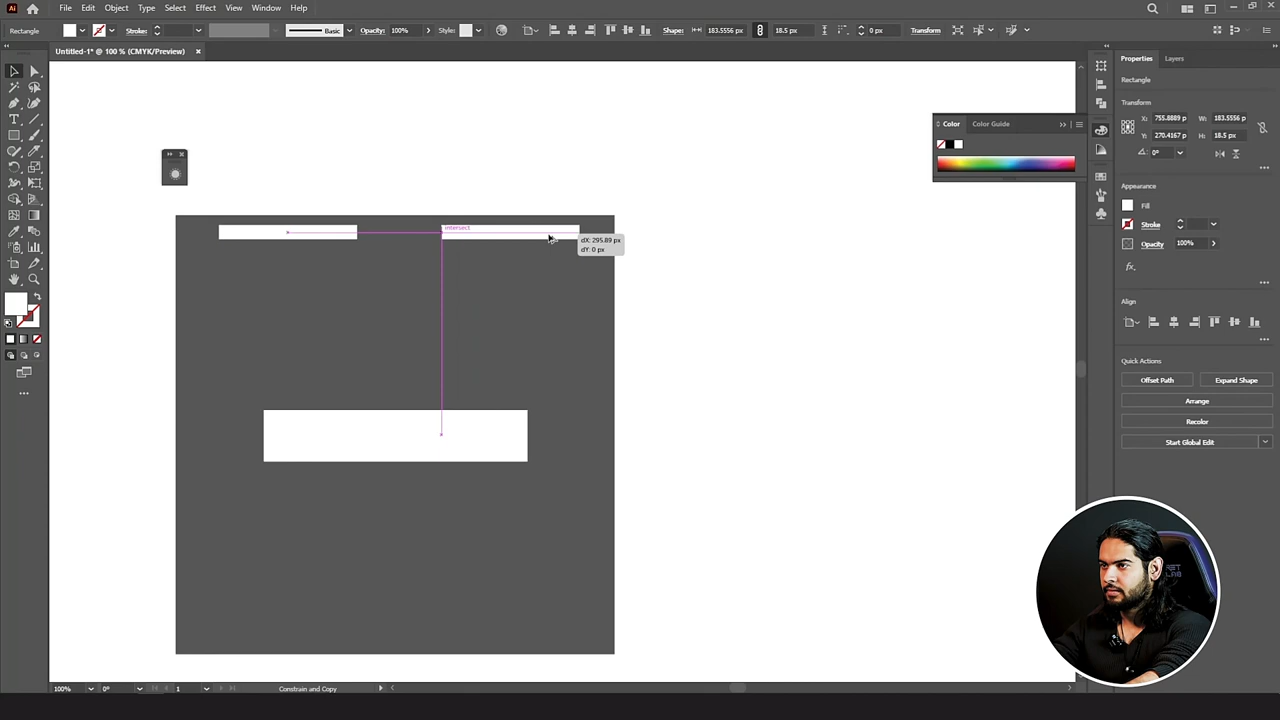 Ai File Edit Object Type Select Effect View Window Help
Rectangle Stroke: Basic Opacity: 100% Style: Shape: 183.5556 px 18.5 px 0 px Transform
Untitled-1* @ 100 % (CMYK/Preview)
Properties Layers
Rectangle
Transform
X: 755.8889 p W: 183.5556 p
Y: 270.4167 p H: 18.5 px
0°
Color Color Guide
Appearance
Fill
Stroke
Opacity 100%
fx.
Align
Quick Actions
Offset Path Expand Shape
Arrange
Recolor
Start Global Edit
intersect
dX: 295.89 px
dY: 0 px
RET
LAB
100% 0° 1 Constrain and Copy